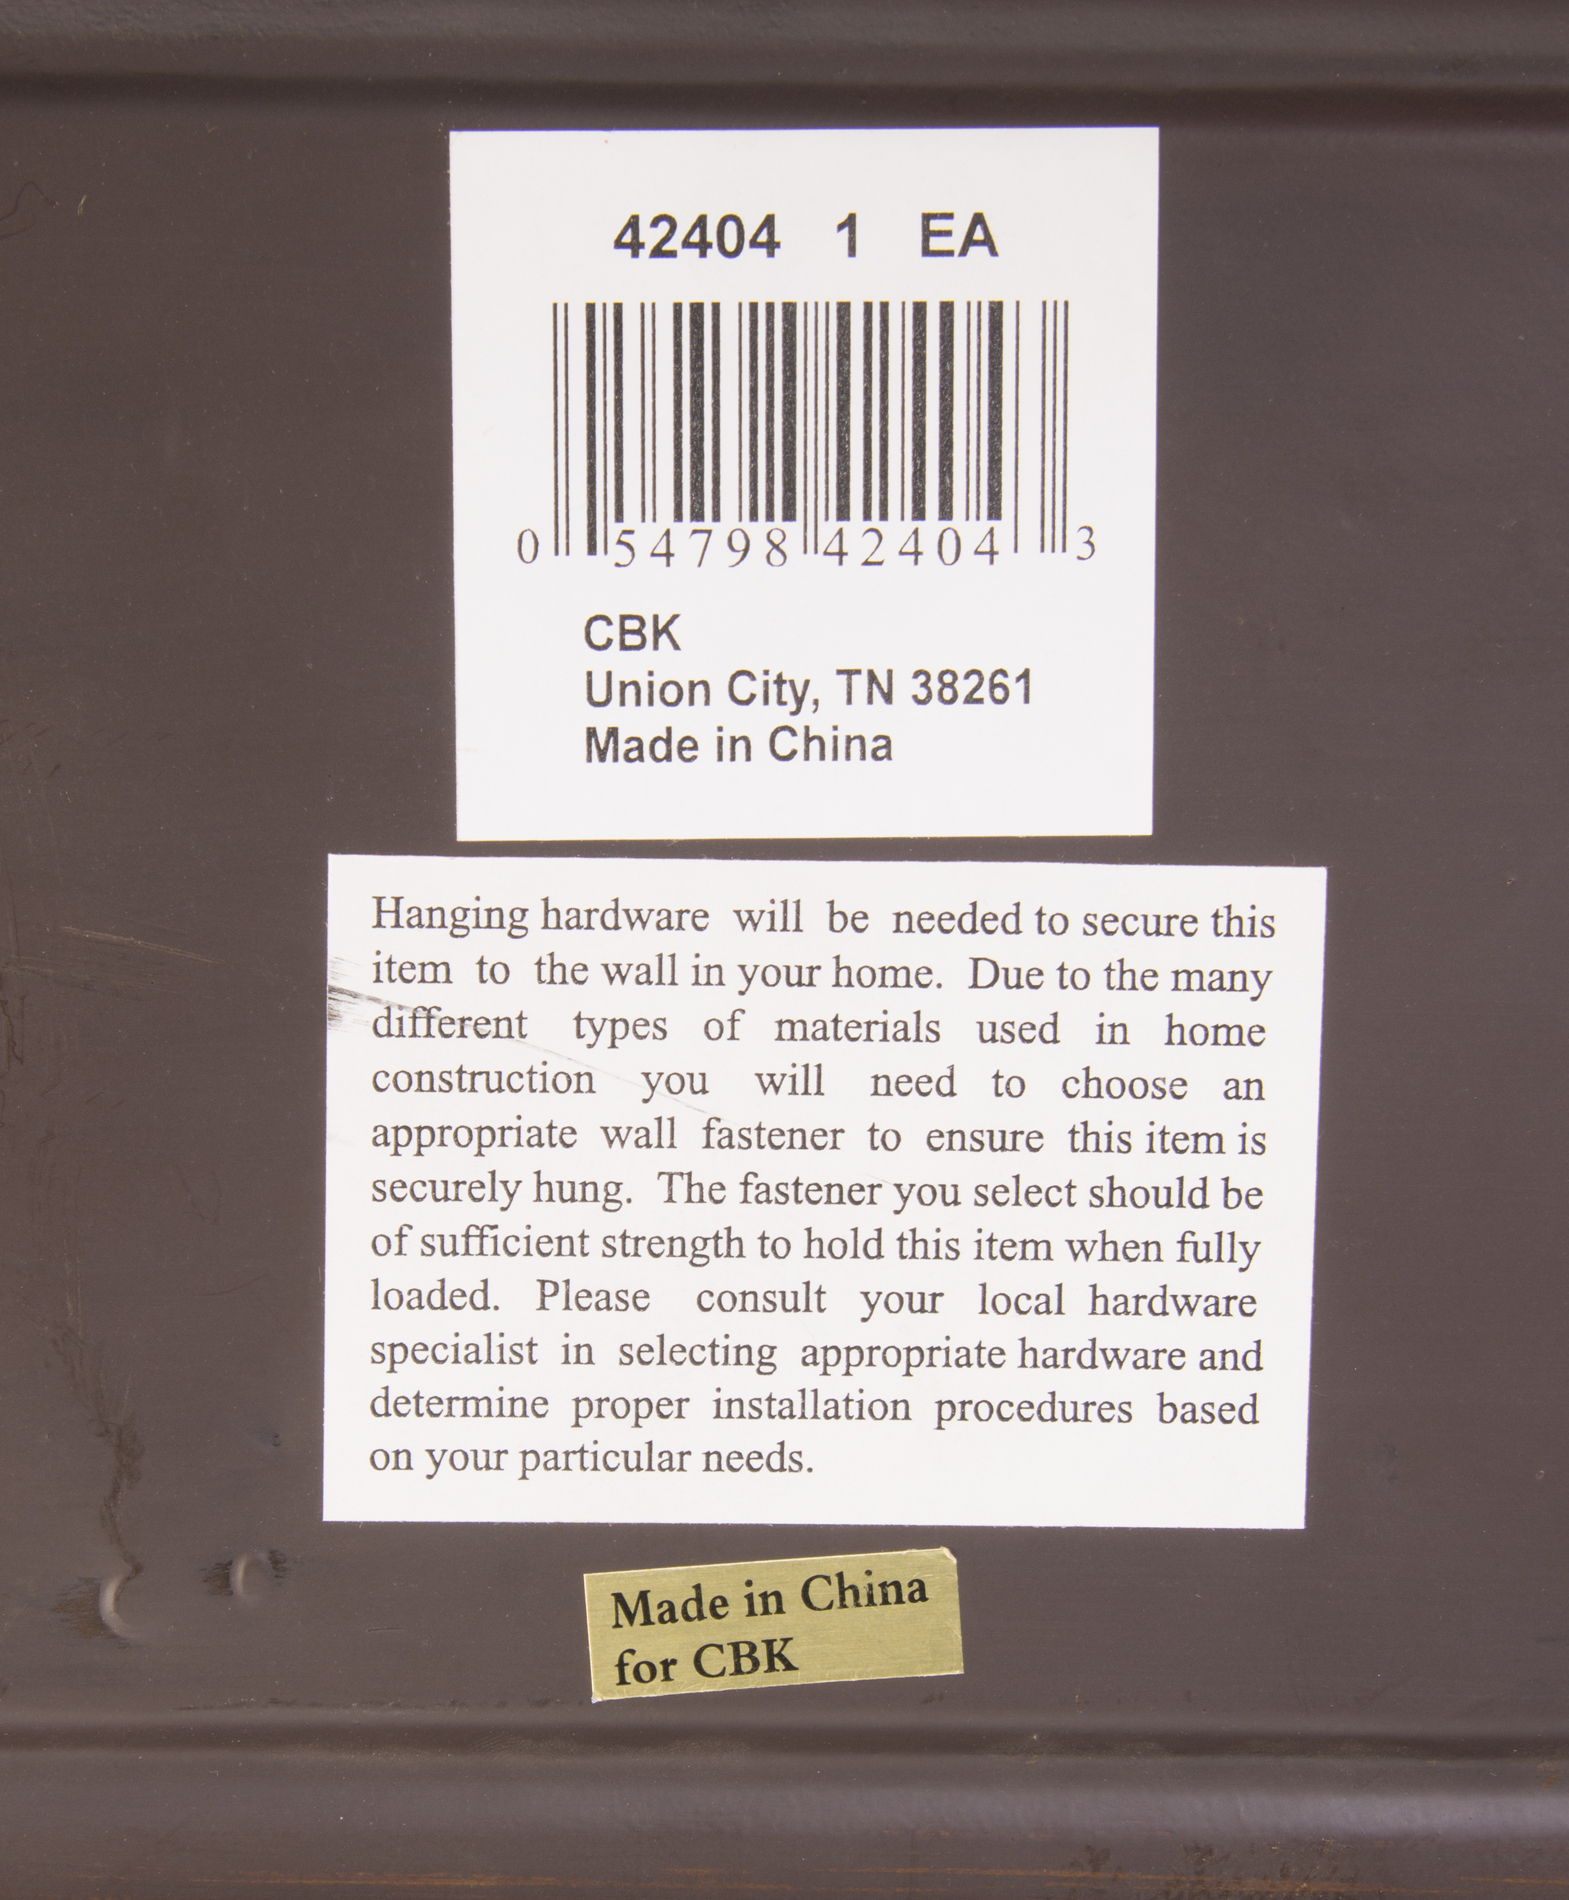 42404 1 EA
0 54798 42404 3
CBK
Union City, TN 38261
Made in China
Hanging hardware will be needed to secure this
item to the wall in your home. Due to the many
different types of materials used in home
construction you will need to choose an
appropriate wall fastener to ensure this item is
securely hung. The fastener you select should be
of sufficient strength to hold this item when fully
loaded. Please consult your local hardware
specialist in selecting appropriate hardware and
determine proper installation procedures based
on your particular needs.
Made in China
for CBK